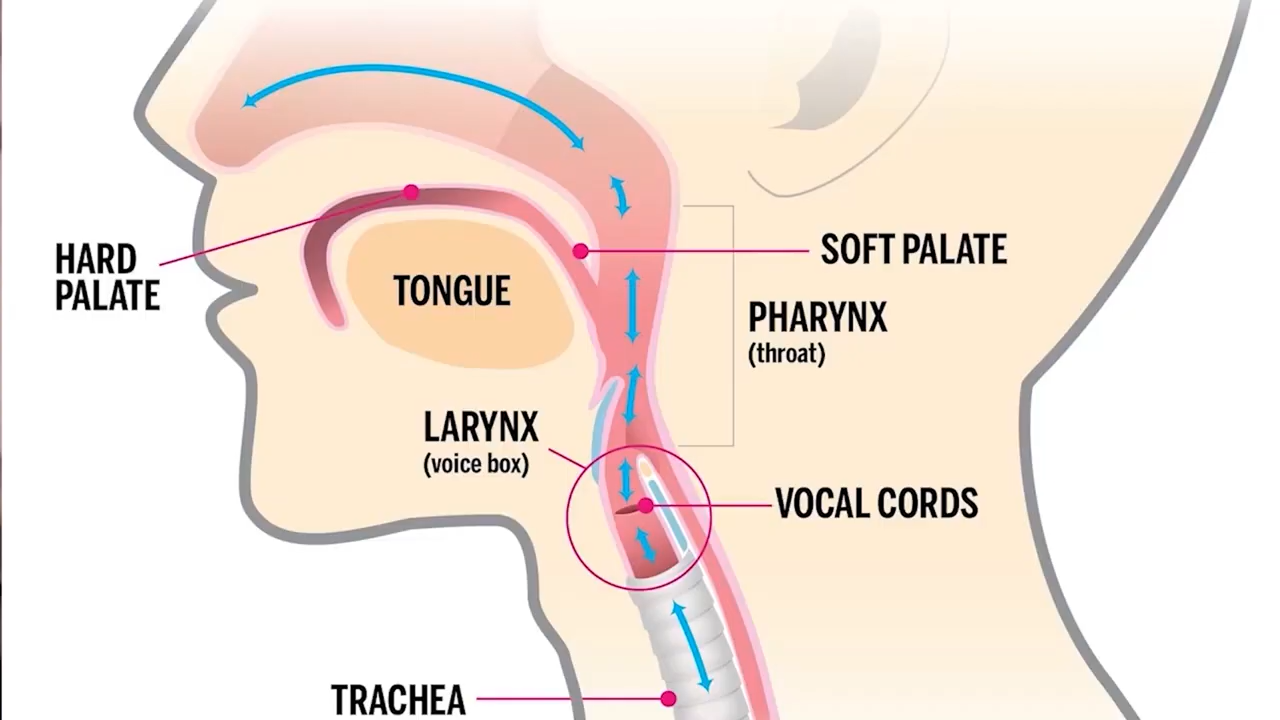 HARD
PALATE
TONGUE
SOFT PALATE
PHARYNX
(throat)
LARYNX
(voice box)
VOCAL CORDS
TRACHEA